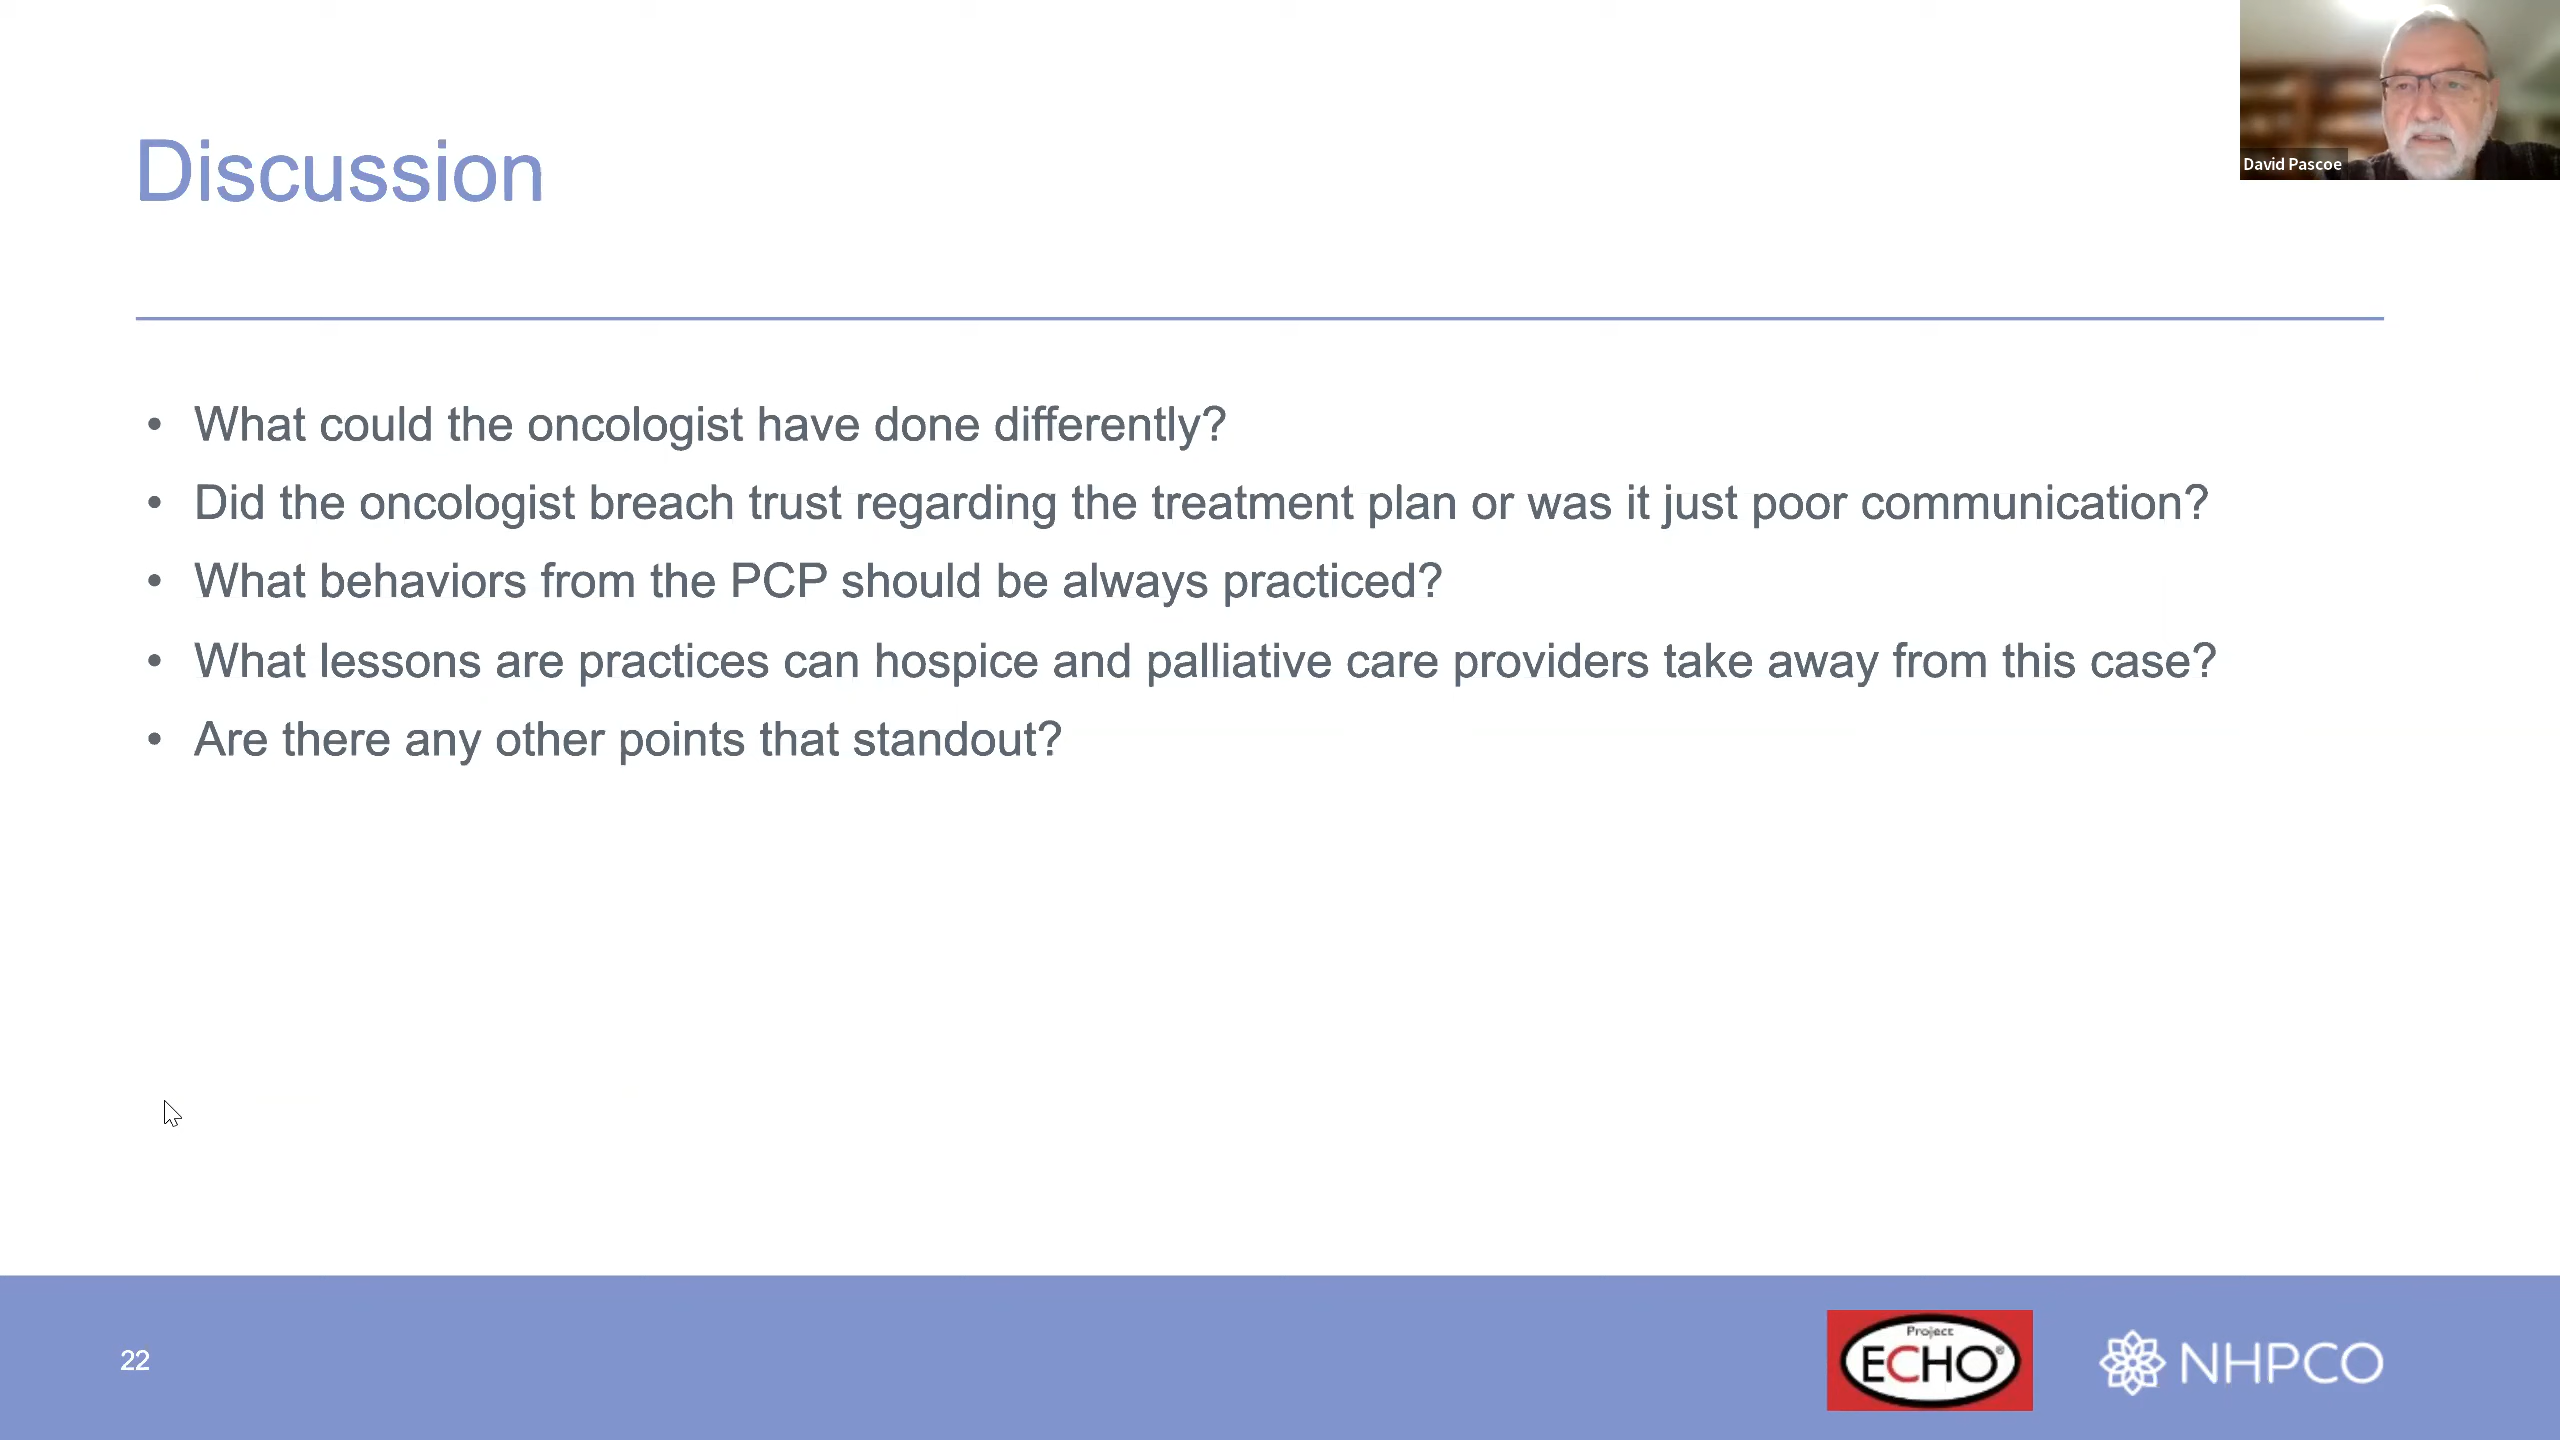 David Pascoe
Discussion
• What could the oncologist have done differently?
• Did the oncologist breach trust regarding the treatment plan or was it just poor communication?
• What behaviors from the PCP should be always practiced?
• What lessons are practices can hospice and palliative care providers take away from this case?
• Are there any other points that standout?
22
Project
ECHO®
NHPCO